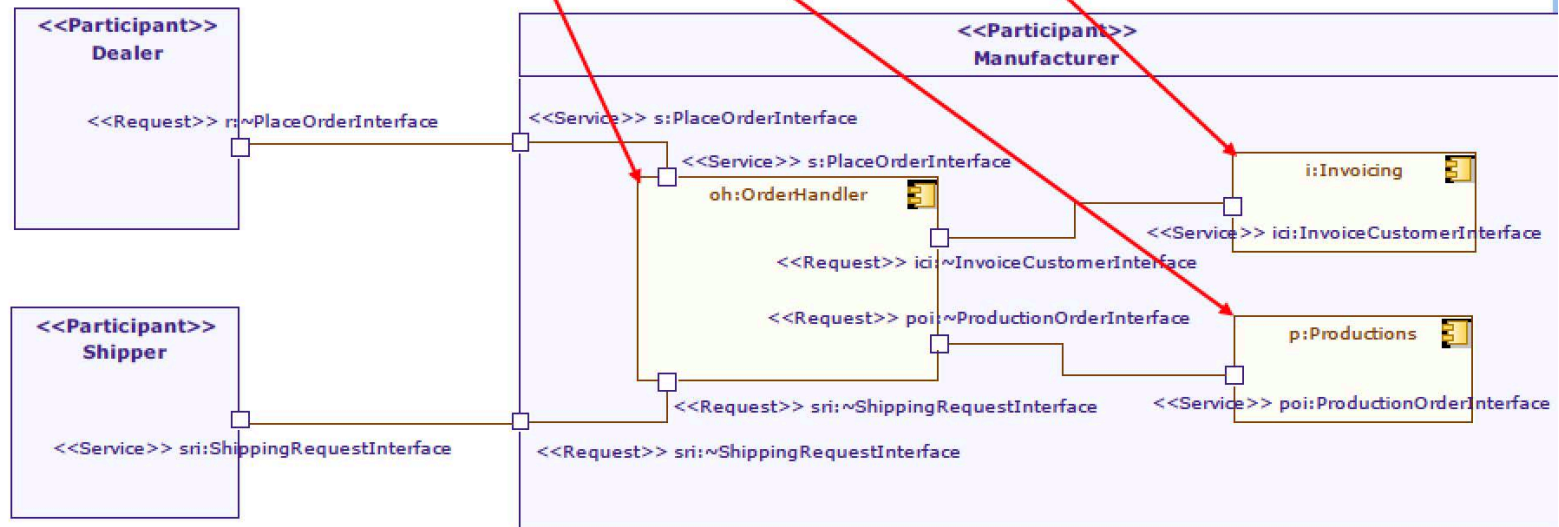 <<Participant>>
Dealer
<<Request>> r:~PlaceOrderInterface
<<Participant>>
Shipper
<<Service>> sri:ShippingRequestInterface
<<Participant>>
Manufacturer
<<Service>> s:PlaceOrderInterface
<<Service>> s:PlaceOrderInterface
oh:OrderHandler
<<Request>> ici:~InvoiceCustomerInterface
<<Request>> poi:~ProductionOrderInterface
<<Request>> sri:~ShippingRequestInterface
<<Request>> sri:~ShippingRequestInterface
i:Invoicing
<<Service>> ici:InvoiceCustomerInterface
p:Productions
<<Service>> poi:ProductionOrderInterface